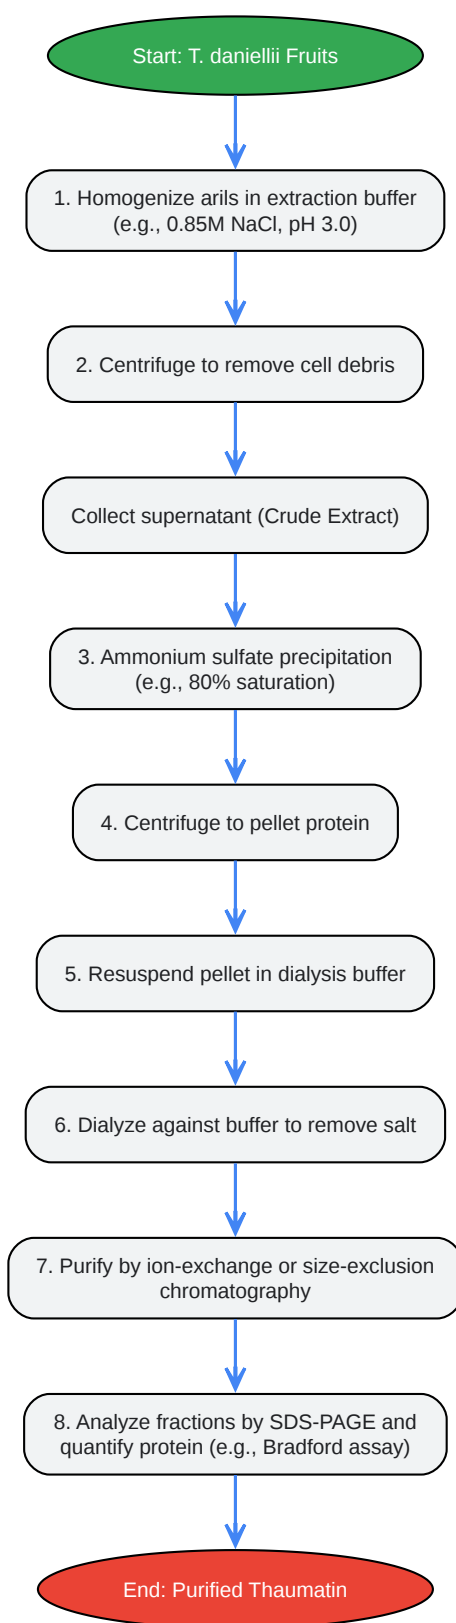 Start: T. daniellii Fruits
1. Homogenize arils in extraction buffer
(e.g., 0.85M NaCl, pH 3.0)
2. Centrifuge to remove cell debris
Collect supernatant (Crude Extract)
3. Ammonium sulfate precipitation
(e.g., 80% saturation)
4. Centrifuge to pellet protein
5. Resuspend pellet in dialysis buffer
6. Dialyze against buffer to remove salt
7. Purify by ion-exchange or size-exclusion
chromatography
8. Analyze fractions by SDS-PAGE and
quantify protein (e.g., Bradford assay)
End: Purified Thaumatin